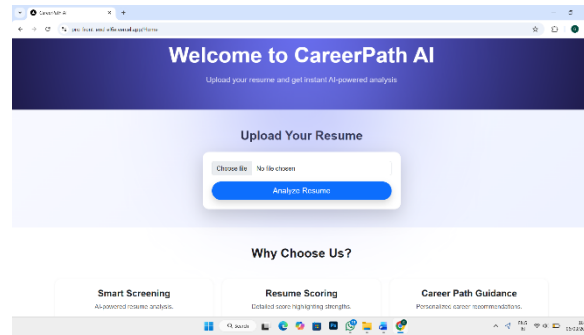 CareerPath AI
Welcome to CareerPath AI
Upload your resume and get instant AI-powered analysis
Upload Your Resume
Choose file No file chosen
Analyze Resume
Why Choose Us?
Smart Screening
AI-powered resume analysis.
Resume Scoring
Detailed score highlighting strengths.
Career Path Guidance
Personalized career recommendations.
Search
ENG
IN